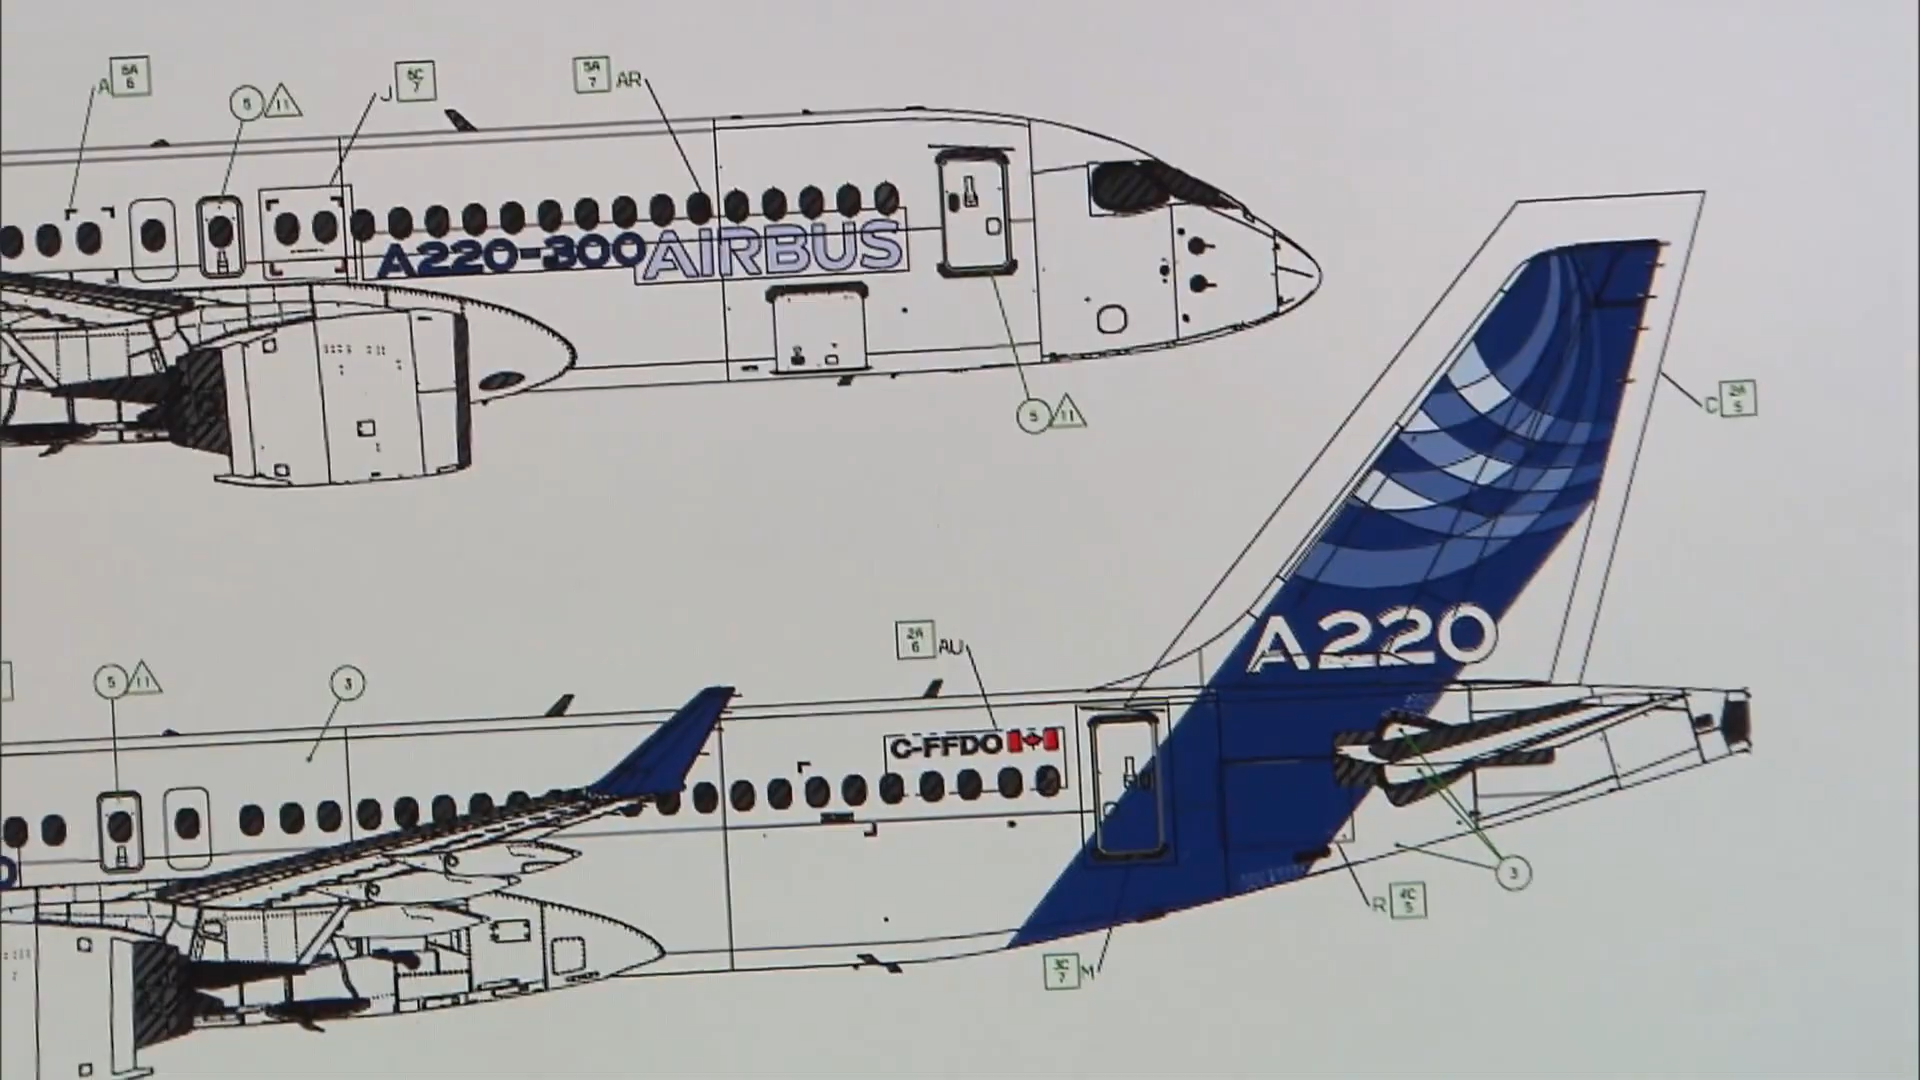 A 5A 6
5 11
J 5C 7
5A 7 AR
A220-300 AIRBUS
5 11
C 2A 5
A220
2A 6 AU
5 11
3
C-FFDO
3
R 4C 5
3C 7 M